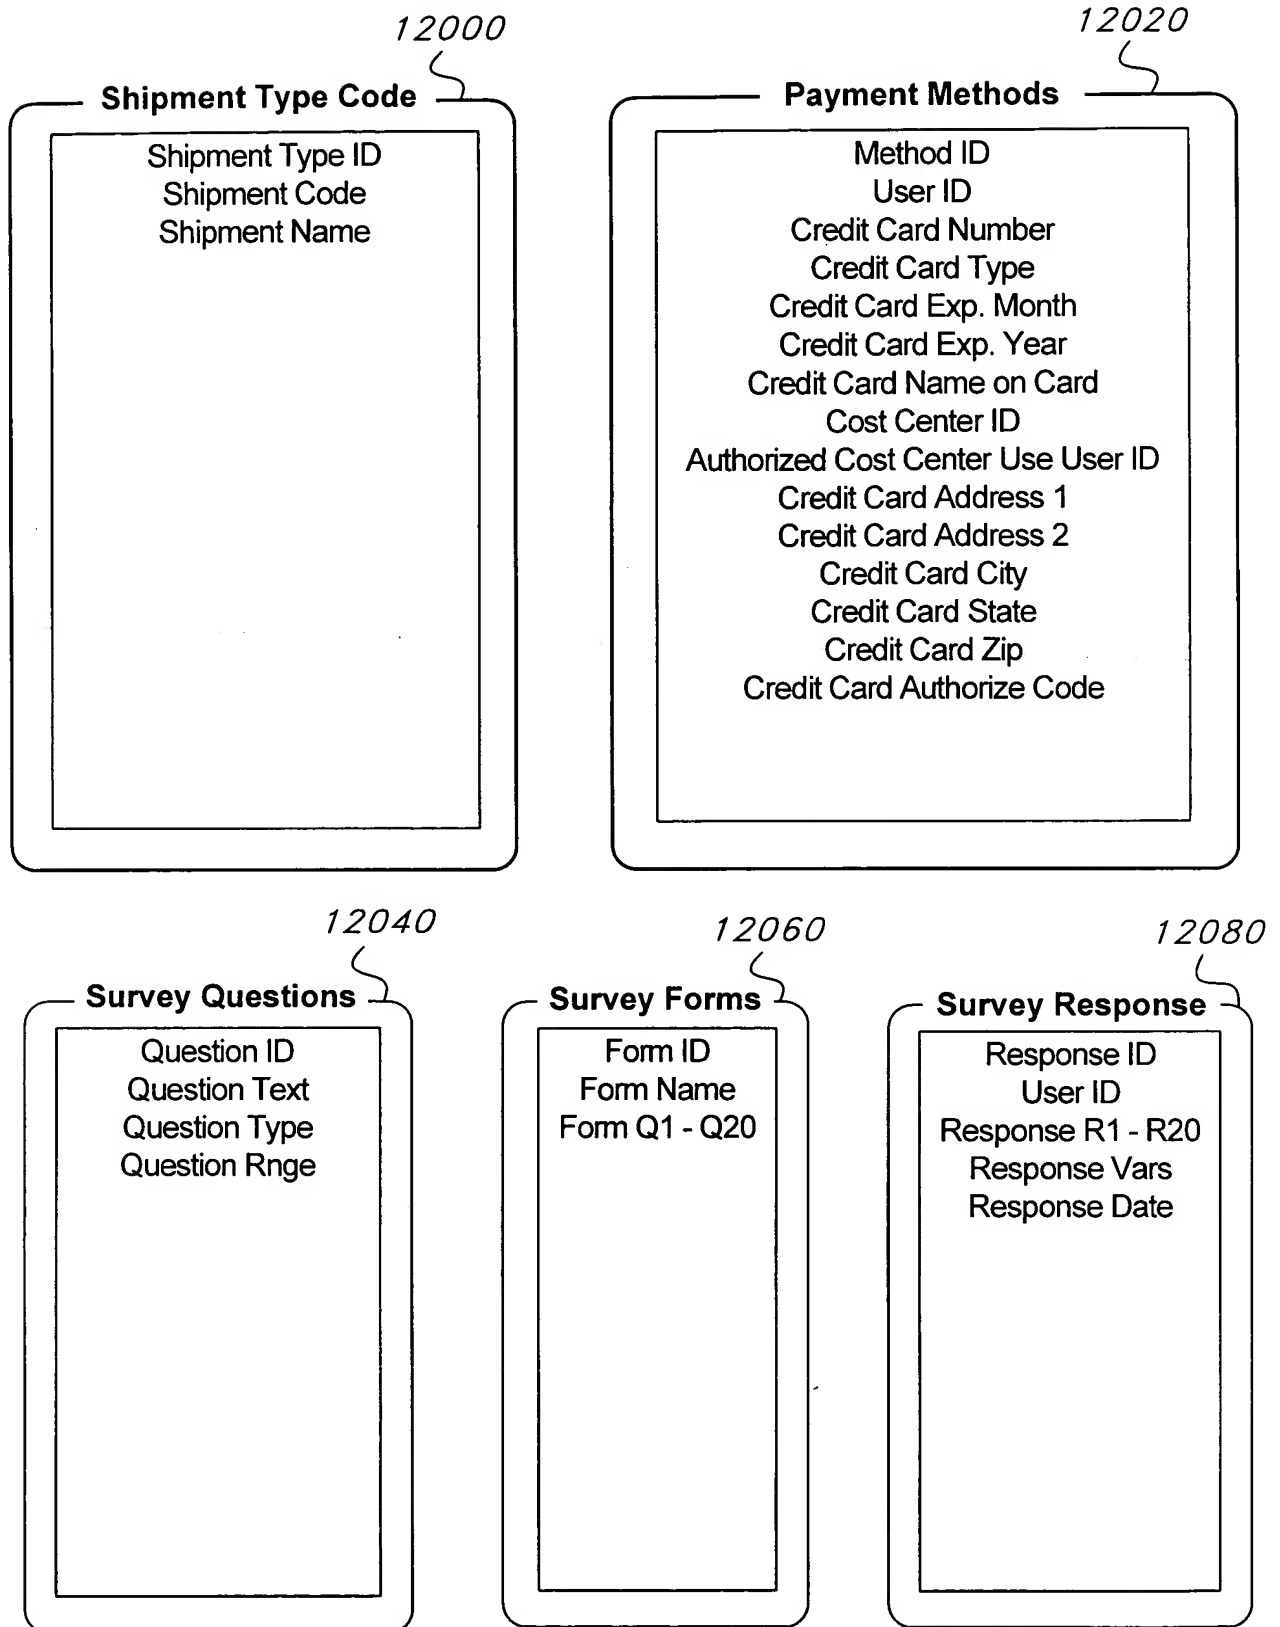 12000
Shipment Type Code
Shipment Type ID
Shipment Code
Shipment Name
12020
Payment Methods
Method ID
User ID
Credit Card Number
Credit Card Type
Credit Card Exp. Month
Credit Card Exp. Year
Credit Card Name on Card
Cost Center ID
Authorized Cost Center Use User ID
Credit Card Address 1
Credit Card Address 2
Credit Card City
Credit Card State
Credit Card Zip
Credit Card Authorize Code
12040
Survey Questions
Question ID
Question Text
Question Type
Question Rnge
12060
Survey Forms
Form ID
Form Name
Form Q1 - Q20
12080
Survey Response
Response ID
User ID
Response R1 - R20
Response Vars
Response Date